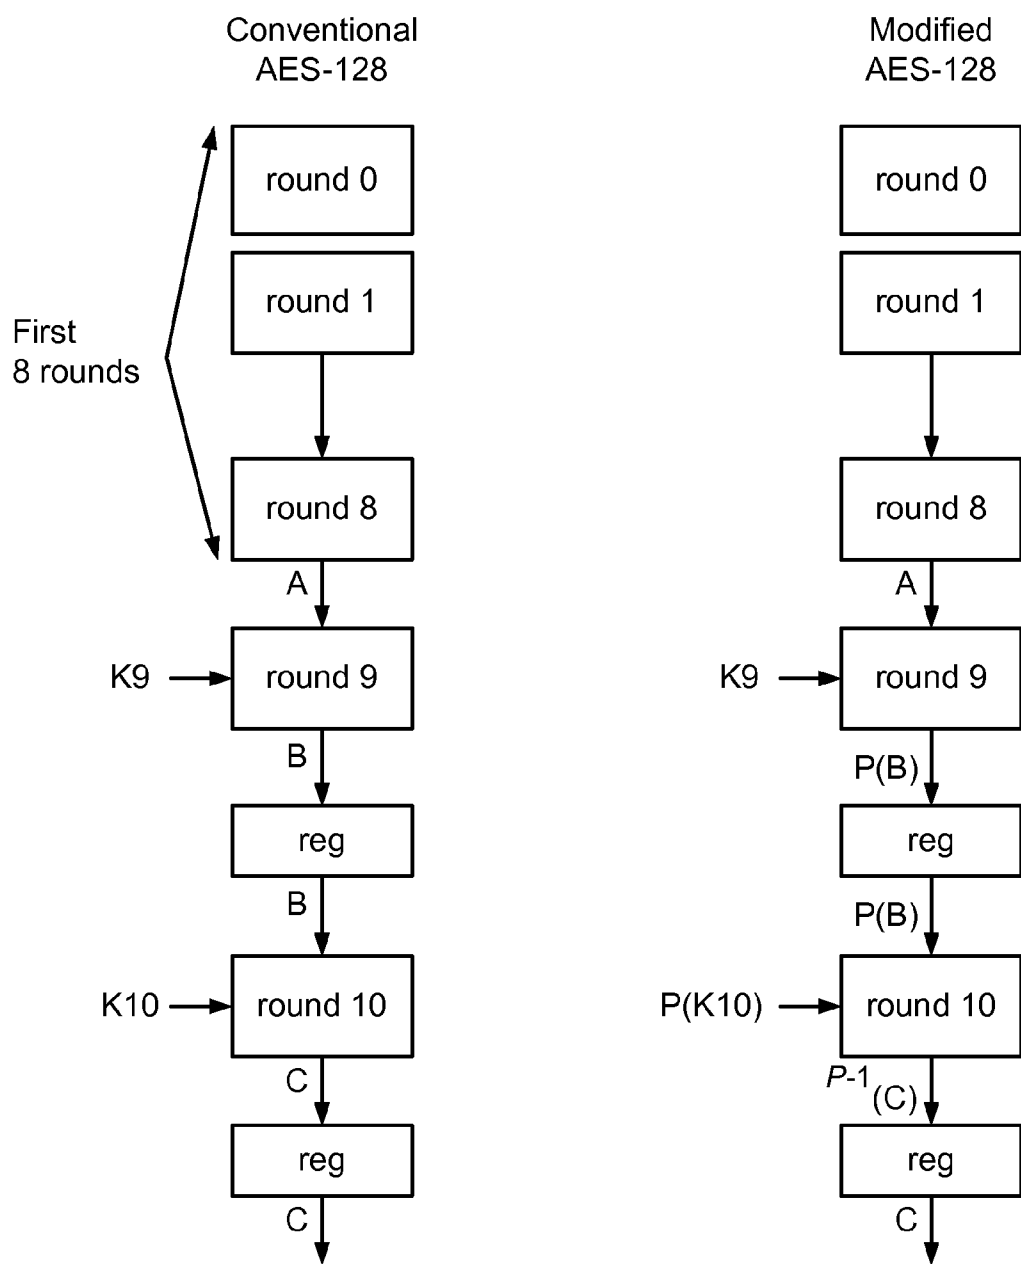 Conventional
AES-128
round 0
round 1
First
8 rounds
round 8
A
K9
round 9
B
reg
B
K10
round 10
C
reg
C
Modified
AES-128
round 0
round 1
round 8
A
K9
round 9
P(B)
reg
P(B)
P(K10)
round 10
P-1(C)
reg
C